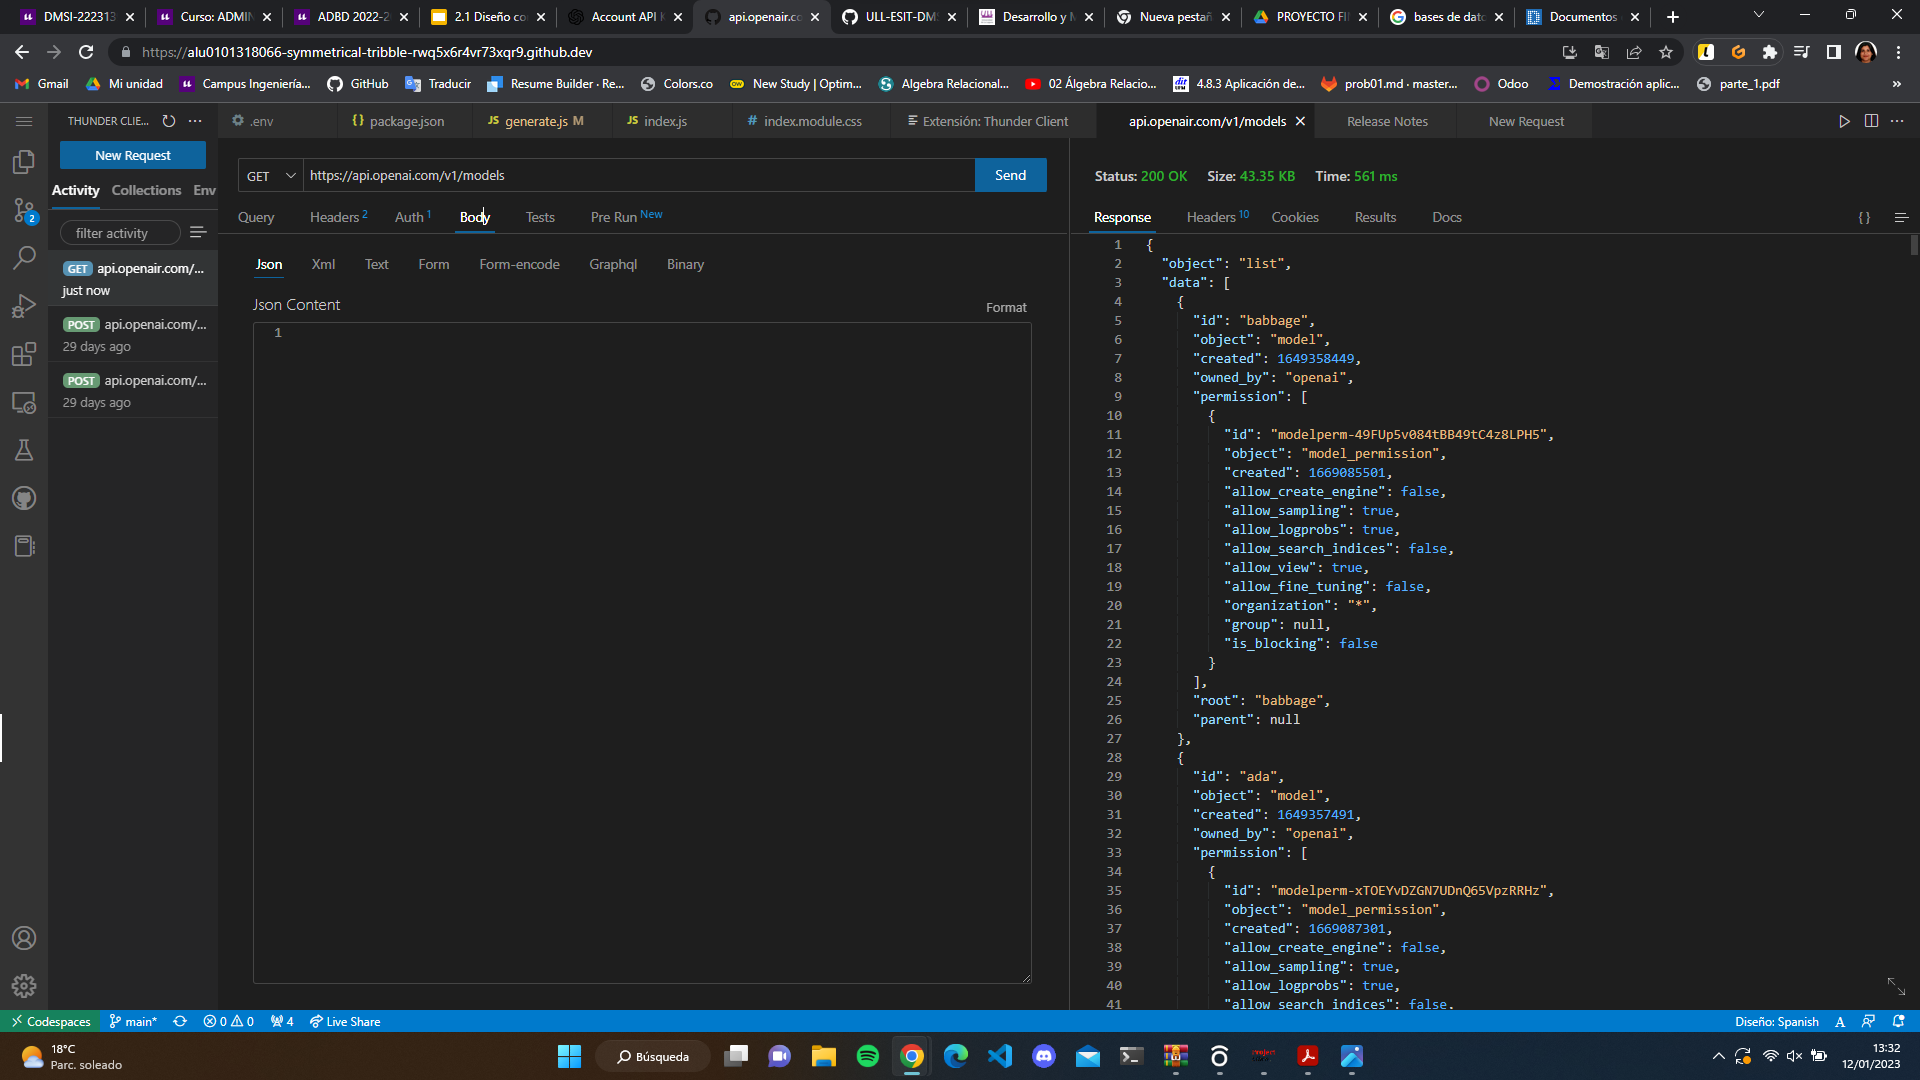 DMSI-22231
Curso: ADMI
ADBD 2022-2
2.1 Diseño co
Account API K
api.openair.co
ULL-ESIT-DM
Desarrollo y M
Nueva pestañ
PROYECTO FI
bases de dato
Documentos
https://alu0101318066-symmetrical-tribble-rwq5x6r4vr73xqr9.github.dev
Gmail
Mi unidad
Campus Ingeniería...
GitHub
Traducir
Resume Builder · Re...
Colors.co
New Study | Optim...
Algebra Relacional...
02 Álgebra Relacio...
4.8.3 Aplicación de...
prob01.md · master...
Odoo
Demostración aplic...
parte_1.pdf
»
THUNDER CLIE...
.env
package.json
JS generate.js M
JS index.js
# index.module.css
Extensión: Thunder Client
api.openair.com/v1/models
Release Notes
New Request
New Request
Activity
Collections
Env
filter activity
GET api.openair.com/...
just now
POST api.openai.com/...
29 days ago
POST api.openai.com/...
29 days ago
2
GET
https://api.openai.com/v1/models
Send
Query
Headers 2
Auth 1
Body
Tests
Pre Run New
Json
Xml
Text
Form
Form-encode
Graphql
Binary
Json Content
Format
1
Status: 200 OK Size: 43.35 KB Time: 561 ms
Response
Headers 10
Cookies
Results
Docs
{ }
1 {
2 "object": "list",
3 "data": [
4 {
5 "id": "babbage",
6 "object": "model",
7 "created": 1649358449,
8 "owned_by": "openai",
9 "permission": [
10 {
11 "id": "modelperm-49FUp5v084tBB49tC4z8LPH5",
12 "object": "model_permission",
13 "created": 1669085501,
14 "allow_create_engine": false,
15 "allow_sampling": true,
16 "allow_logprobs": true,
17 "allow_search_indices": false,
18 "allow_view": true,
19 "allow_fine_tuning": false,
20 "organization": "*",
21 "group": null,
22 "is_blocking": false
23 }
24 ],
25 "root": "babbage",
26 "parent": null
27 },
28 {
29 "id": "ada",
30 "object": "model",
31 "created": 1649357491,
32 "owned_by": "openai",
33 "permission": [
34 {
35 "id": "modelperm-xTOEYvDZGN7UDnQ65VpzRRHz",
36 "object": "model_permission",
37 "created": 1669087301,
38 "allow_create_engine": false,
39 "allow_sampling": true,
40 "allow_logprobs": true,
41 "allow_search_indices": false,
Codespaces
main*
0 0
4
Live Share
Diseño: Spanish
18°C
Parc. soleado
Búsqueda
13:32
12/01/2023